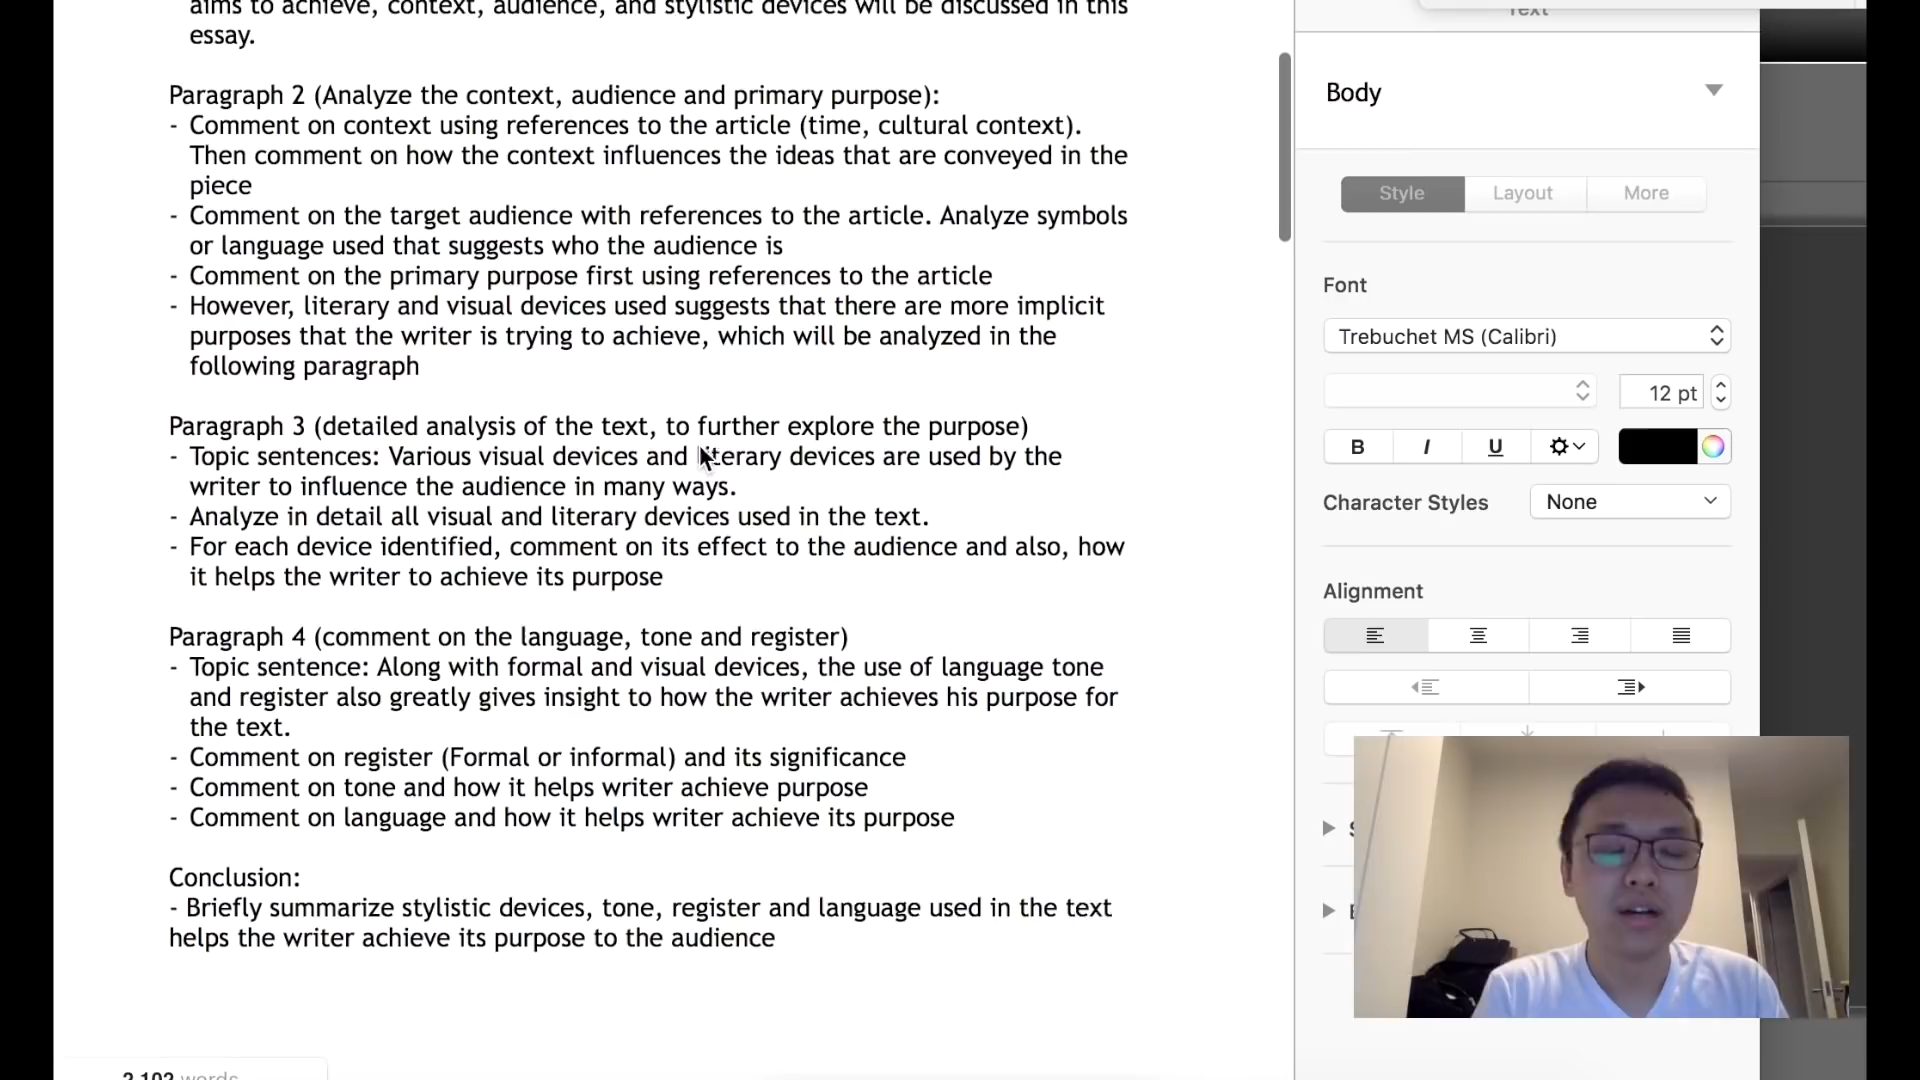 aims to achieve, context, audience, and stylistic devices will be discussed in this
essay.
Paragraph 2 (Analyze the context, audience and primary purpose):
- Comment on context using references to the article (time, cultural context).
Then comment on how the context influences the ideas that are conveyed in the
piece
- Comment on the target audience with references to the article. Analyze symbols
or language used that suggests who the audience is
- Comment on the primary purpose first using references to the article
- However, literary and visual devices used suggests that there are more implicit
purposes that the writer is trying to achieve, which will be analyzed in the
following paragraph
Paragraph 3 (detailed analysis of the text, to further explore the purpose)
- Topic sentences: Various visual devices and literary devices are used by the
writer to influence the audience in many ways.
- Analyze in detail all visual and literary devices used in the text.
- For each device identified, comment on its effect to the audience and also, how
it helps the writer to achieve its purpose
Paragraph 4 (comment on the language, tone and register)
- Topic sentence: Along with formal and visual devices, the use of language tone
and register also greatly gives insight to how the writer achieves his purpose for
the text.
- Comment on register (Formal or informal) and its significance
- Comment on tone and how it helps writer achieve purpose
- Comment on language and how it helps writer achieve its purpose
Conclusion:
- Briefly summarize stylistic devices, tone, register and language used in the text
helps the writer achieve its purpose to the audience
2,102 words
Text
Body
Style Layout More
Font
Trebuchet MS (Calibri)
12 pt
B I U
Character Styles None
Alignment